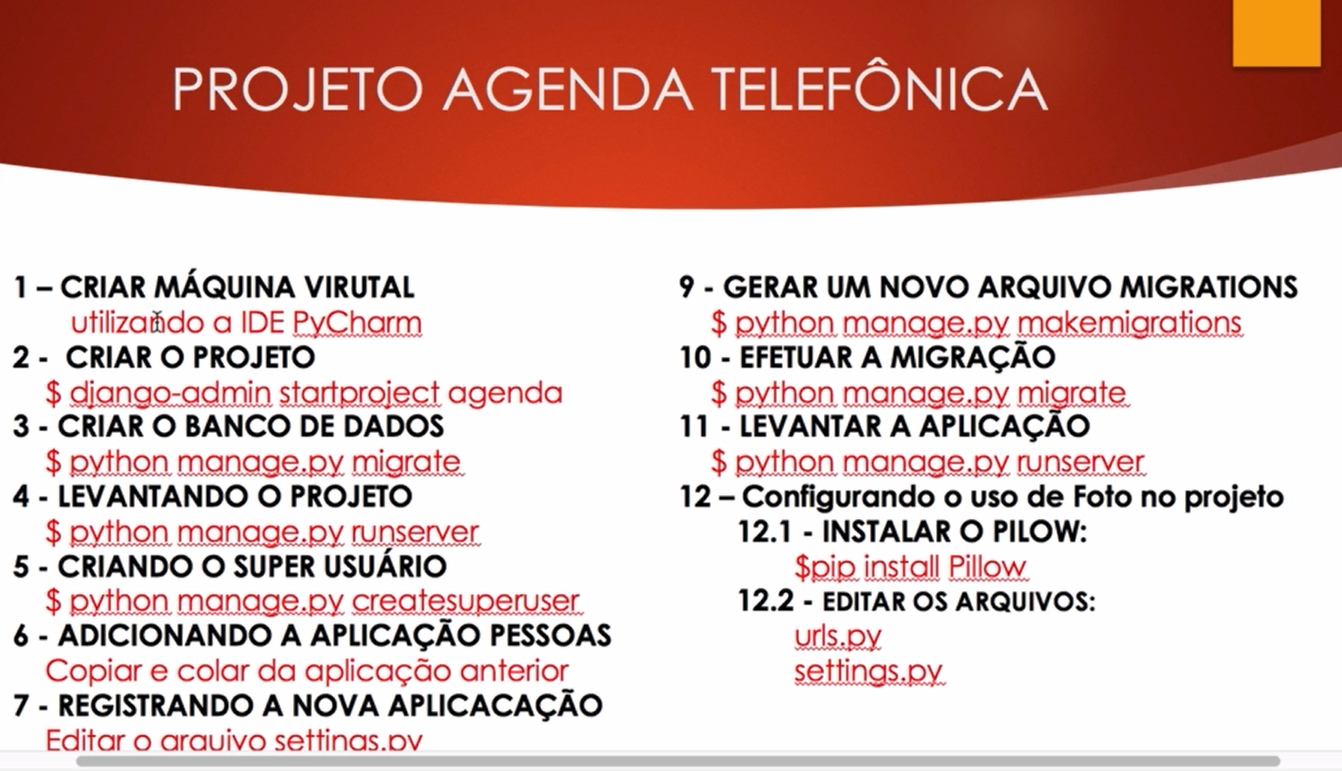 PROJETO AGENDA TELEFÔNICA
1 – CRIAR MÁQUINA VIRUTAL
utilizando a IDE PyCharm
2 - CRIAR O PROJETO
$ django-admin startproject agenda
3 - CRIAR O BANCO DE DADOS
$ python manage.py migrate
4 - LEVANTANDO O PROJETO
$ python manage.py runserver
5 - CRIANDO O SUPER USUÁRIO
$ python manage.py createsuperuser
6 - ADICIONANDO A APLICAÇÃO PESSOAS
Copiar e colar da aplicação anterior
7 - REGISTRANDO A NOVA APLICACAÇÃO
Editar o arquivo settings.py
9 - GERAR UM NOVO ARQUIVO MIGRATIONS
$ python manage.py makemigrations
10 - EFETUAR A MIGRAÇÃO
$ python manage.py migrate
11 - LEVANTAR A APLICAÇÃO
$ python manage.py runserver
12 – Configurando o uso de Foto no projeto
12.1 - INSTALAR O PILOW:
$pip install Pillow
12.2 - EDITAR OS ARQUIVOS:
urls.py
settings.py